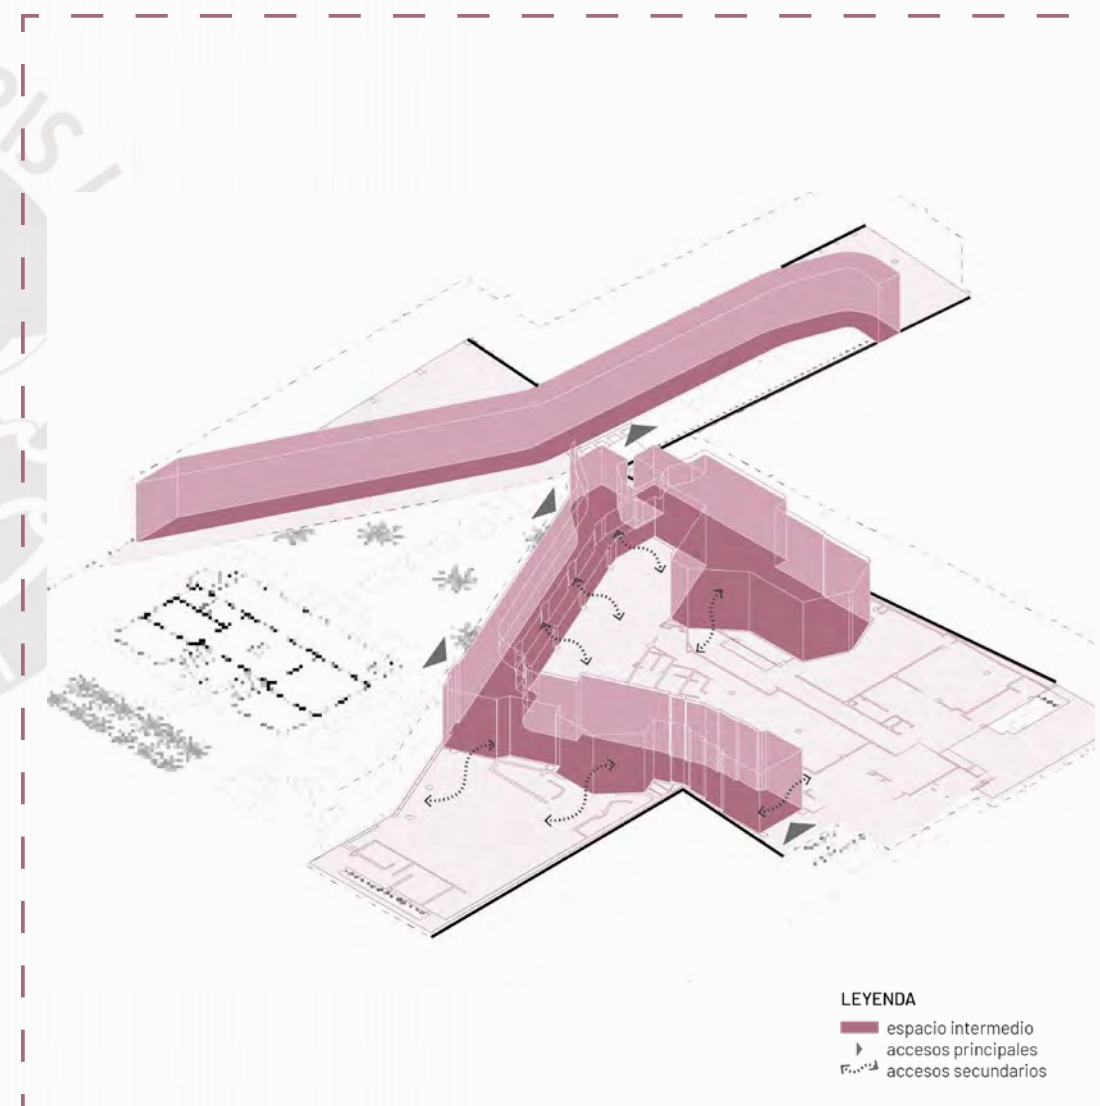 LEYENDA
espacio intermedio
accesos principales
accesos secundarios